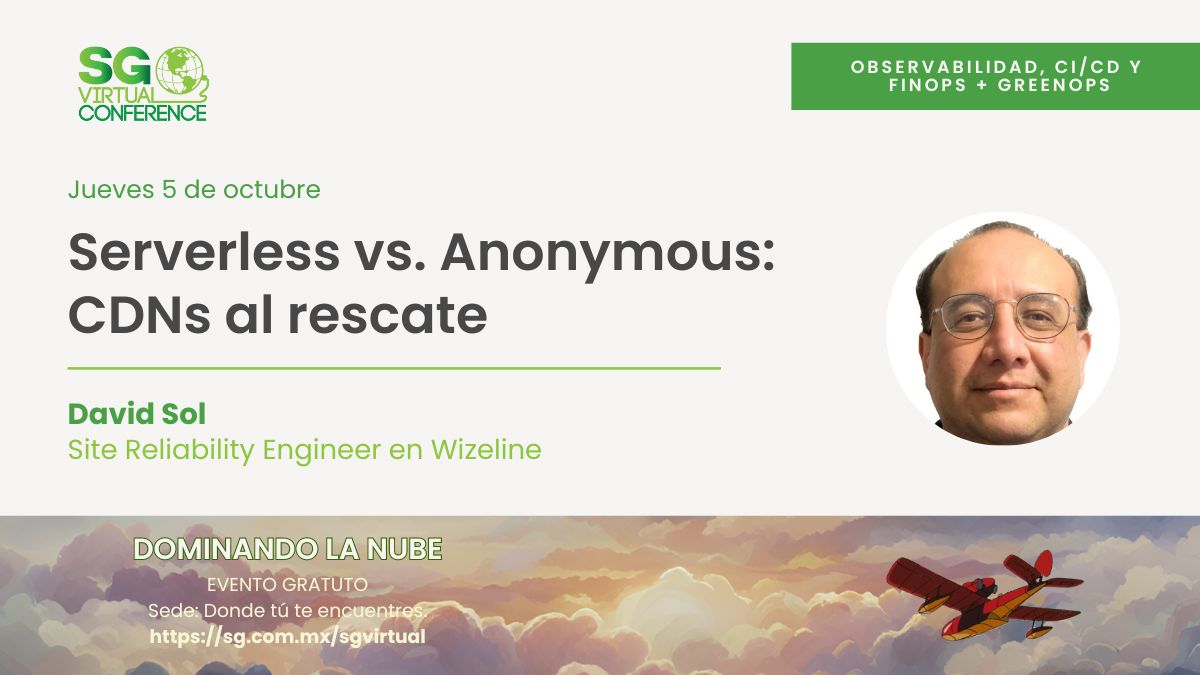 SG
VIRTUAL
CONFERENCE
OBSERVABILIDAD, CI/CD Y
FINOPS + GREENOPS
Jueves 5 de octubre
Serverless vs. Anonymous:
CDNs al rescate
David Sol
Site Reliability Engineer en Wizeline
DOMINANDO LA NUBE
EVENTO GRATUTO
Sede: Donde tú te encuentros.
https://sg.com.mx/sgvirtual